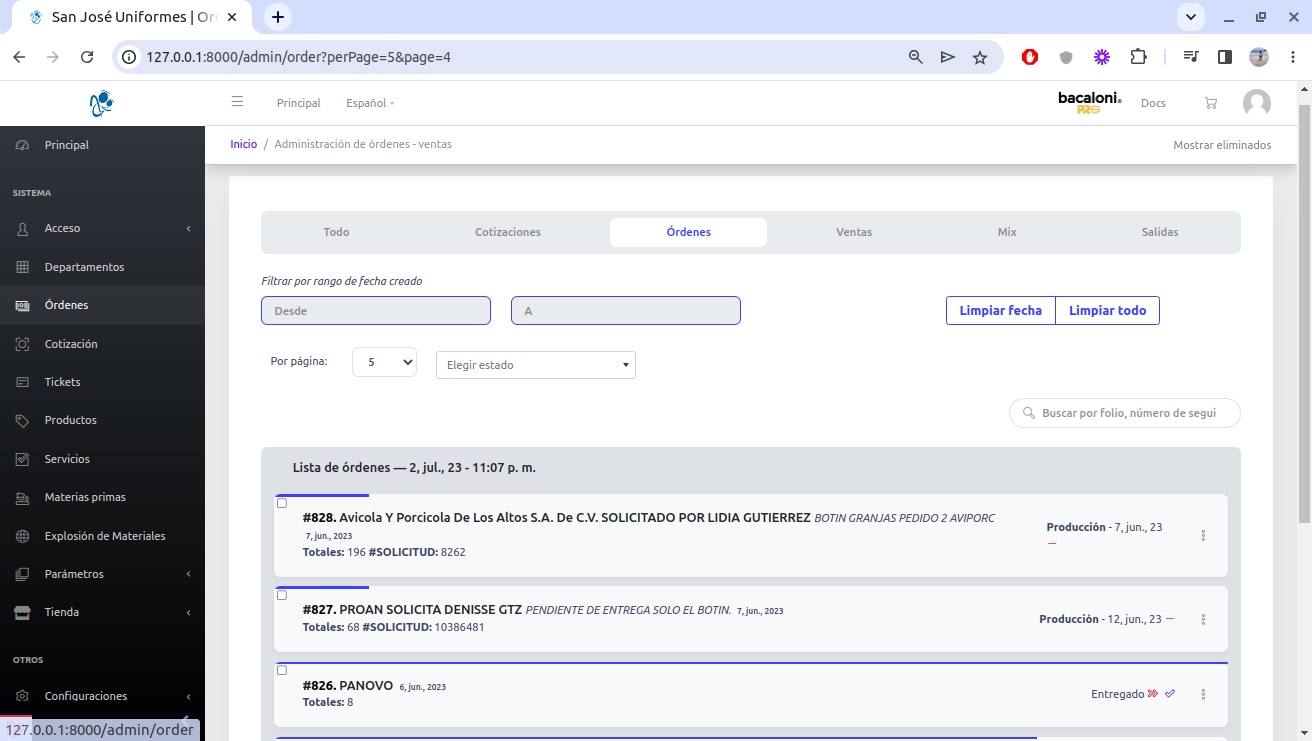 San José Uniformes | Or
127.0.0.1:8000/admin/order?perPage=5&page=4
Principal
Español
bacaloni.
PRO
Docs
Inicio / Administración de órdenes - ventas
Mostrar eliminados
Principal
SISTEMA
Acceso
Departamentos
Órdenes
Cotización
Tickets
Productos
Servicios
Materias primas
Explosión de Materiales
Parámetros
Tienda
OTROS
Configuraciones
127.0.0.1:8000/admin/order
Todo
Cotizaciones
Órdenes
Ventas
Mix
Salidas
Filtrar por rango de fecha creado
Desde
A
Limpiar fecha
Limpiar todo
Por página:
5
Elegir estado
Buscar por folio, número de segui
Lista de órdenes — 2, jul., 23 - 11:07 p. m.
#828. Avicola Y Porcicola De Los Altos S.A. De C.V. SOLICITADO POR LIDIA GUTIERREZ BOTIN GRANJAS PEDIDO 2 AVIPORC
7, jun., 2023
Totales: 196 #SOLICITUD: 8262
Producción - 7, jun., 23
—
#827. PROAN SOLICITA DENISSE GTZ PENDIENTE DE ENTREGA SOLO EL BOTIN. 7, jun., 2023
Totales: 68 #SOLICITUD: 10386481
Producción - 12, jun., 23 —
#826. PANOVO 6, jun., 2023
Totales: 8
Entregado